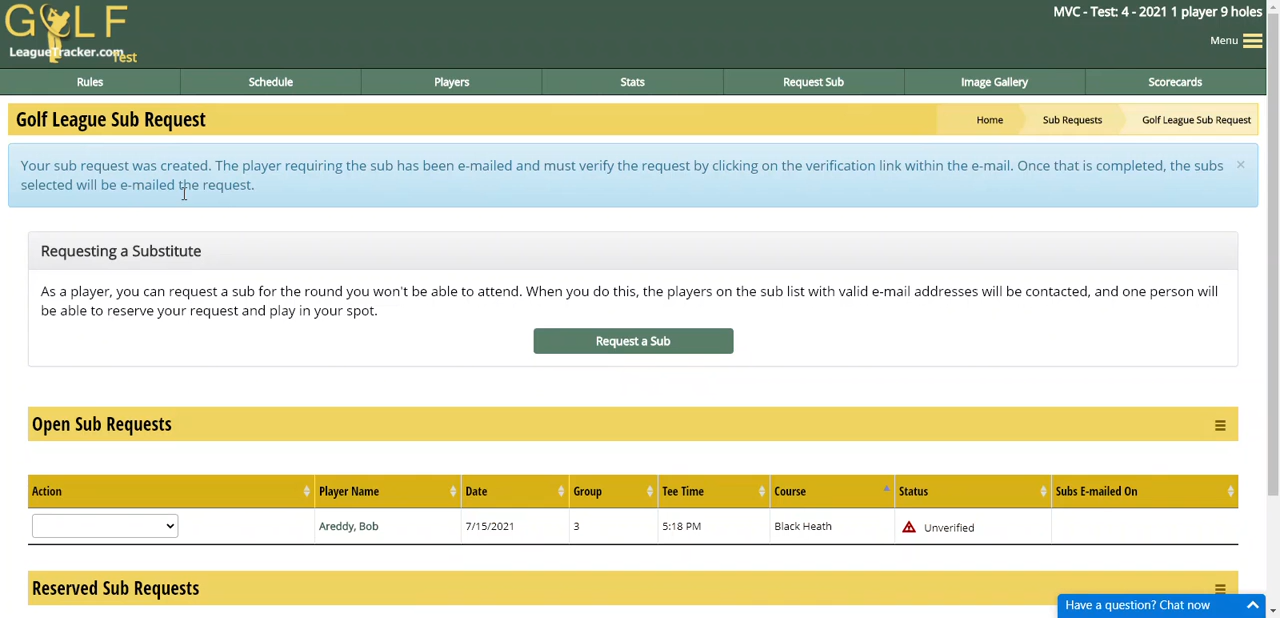 GOLF
LeagueTracker.com
Test
MVC - Test: 4 - 2021 1 player 9 holes
Menu
Rules
Schedule
Players
Stats
Request Sub
Image Gallery
Scorecards
Golf League Sub Request
Home
Sub Requests
Golf League Sub Request
Your sub request was created. The player requiring the sub has been e-mailed and must verify the request by clicking on the verification link within the e-mail. Once that is completed, the subs
selected will be e-mailed the request.
×
Requesting a Substitute
As a player, you can request a sub for the round you won't be able to attend. When you do this, the players on the sub list with valid e-mail addresses will be contacted, and one person will
be able to reserve your request and play in your spot.
Request a Sub
Open Sub Requests
Action
Player Name
Date
Group
Tee Time
Course
Status
Subs E-mailed On
Areddy, Bob
7/15/2021
3
5:18 PM
Black Heath
Unverified
Reserved Sub Requests
Have a question? Chat now